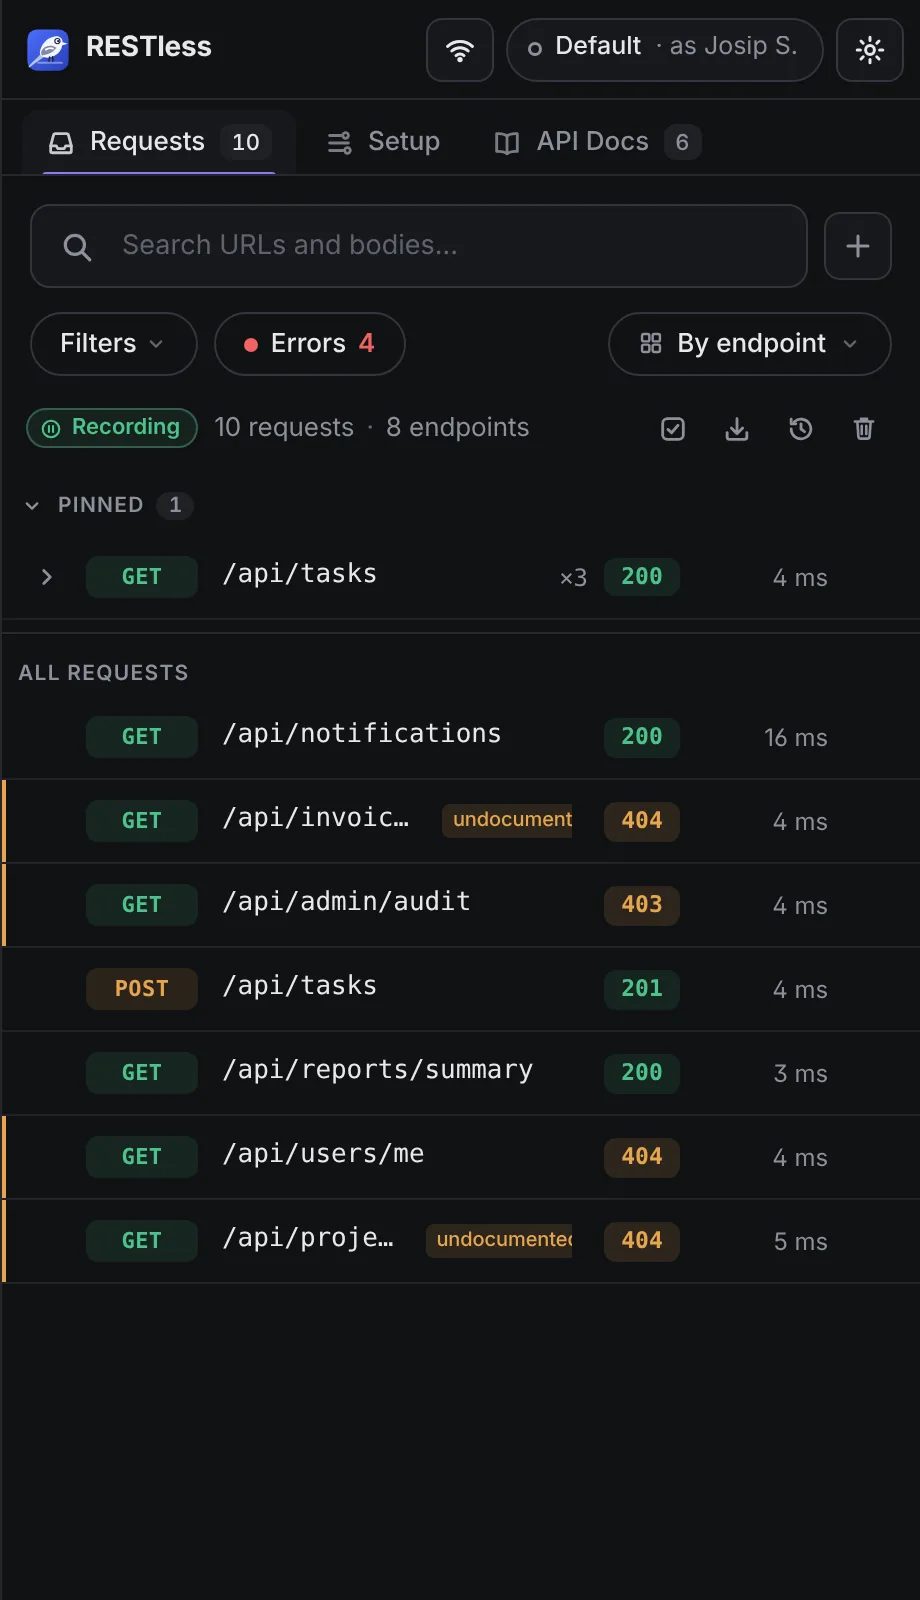 RESTless
Default · as Josip S.
Requests 10
Setup
API Docs 6
Search URLs and bodies...
Filters
Errors 4
By endpoint
Recording
10 requests · 8 endpoints
PINNED 1
GET /api/tasks ×3 200 4 ms
ALL REQUESTS
GET /api/notifications 200 16 ms
GET /api/invoic… undocument 404 4 ms
GET /api/admin/audit 403 4 ms
POST /api/tasks 201 4 ms
GET /api/reports/summary 200 3 ms
GET /api/users/me 404 4 ms
GET /api/proje… undocumented 404 5 ms